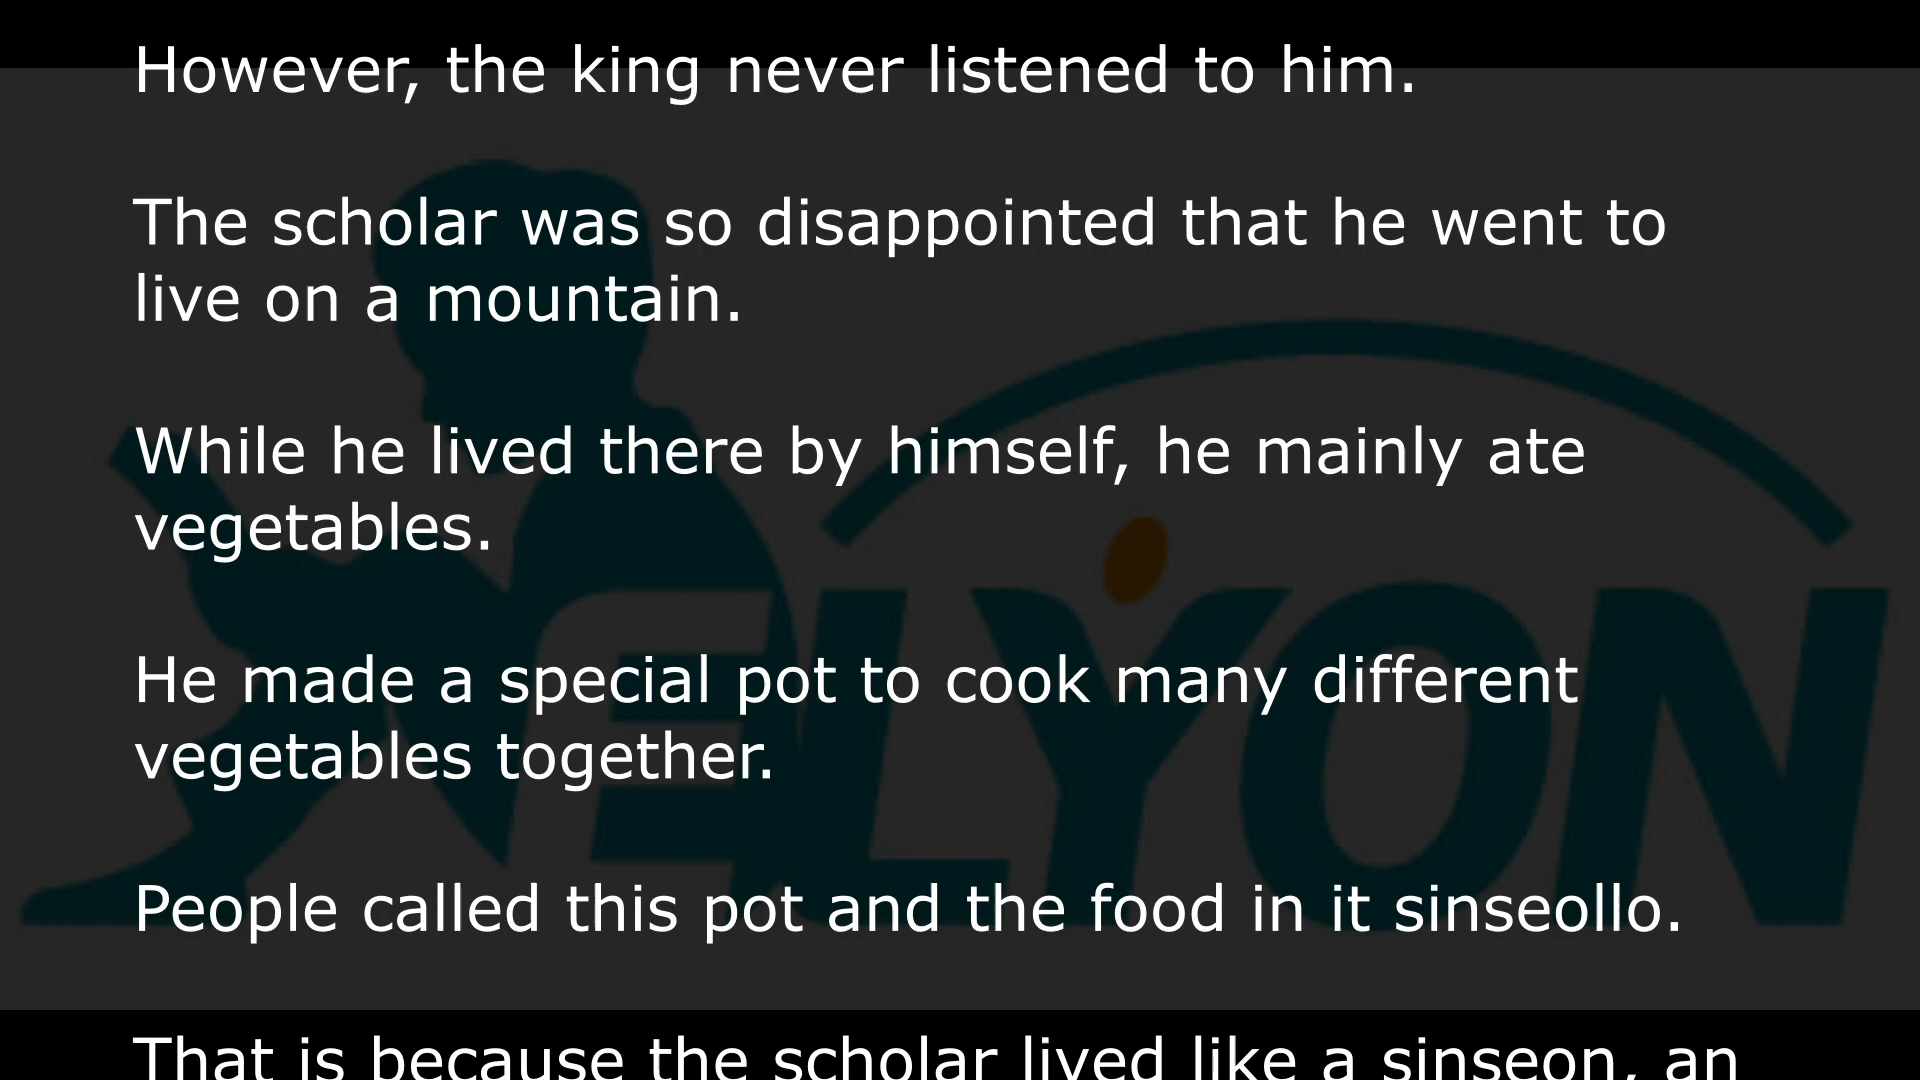 However, the king never listened to him.
The scholar was so disappointed that he went to
live on a mountain.
While he lived there by himself, he mainly ate
vegetables.
He made a special pot to cook many different
vegetables together.
People called this pot and the food in it sinseollo.
That is because the scholar lived like a sinseon, an
ELYON